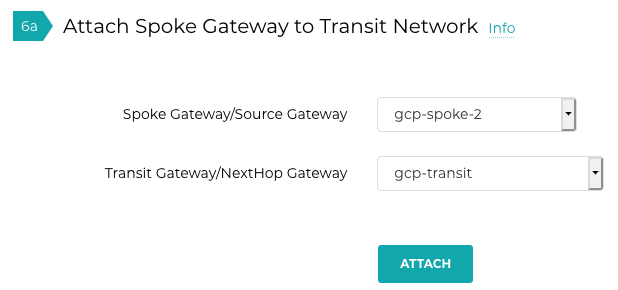 6a Attach Spoke Gateway to Transit Network Info
Spoke Gateway/Source Gateway gcp-spoke-2
Transit Gateway/NextHop Gateway gcp-transit
ATTACH